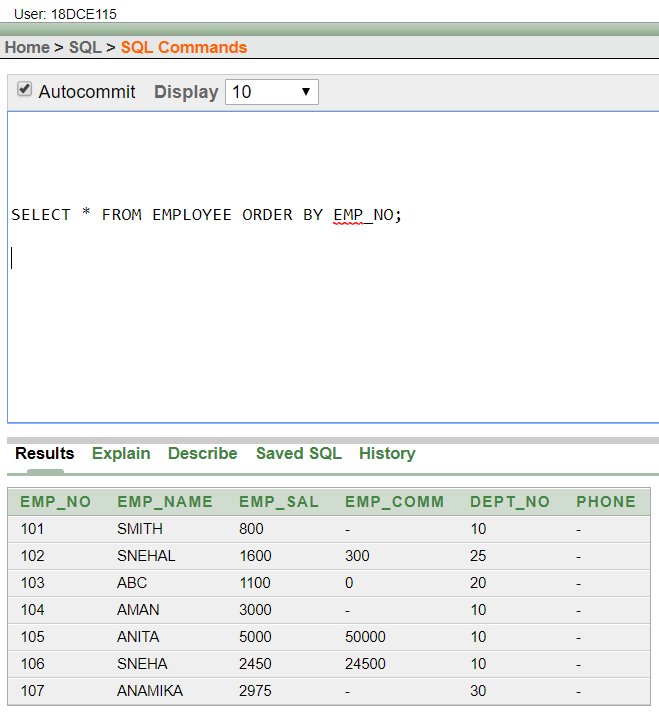 User: 18DCE115
Home > SQL > SQL Commands
Autocommit Display 10
SELECT * FROM EMPLOYEE ORDER BY EMP_NO;
Results Explain Describe Saved SQL History
EMP_NO EMP_NAME EMP_SAL EMP_COMM DEPT_NO PHONE
101 SMITH 800 - 10 -
102 SNEHAL 1600 300 25 -
103 ABC 1100 0 20 -
104 AMAN 3000 - 10 -
105 ANITA 5000 50000 10 -
106 SNEHA 2450 24500 10 -
107 ANAMIKA 2975 - 30 -